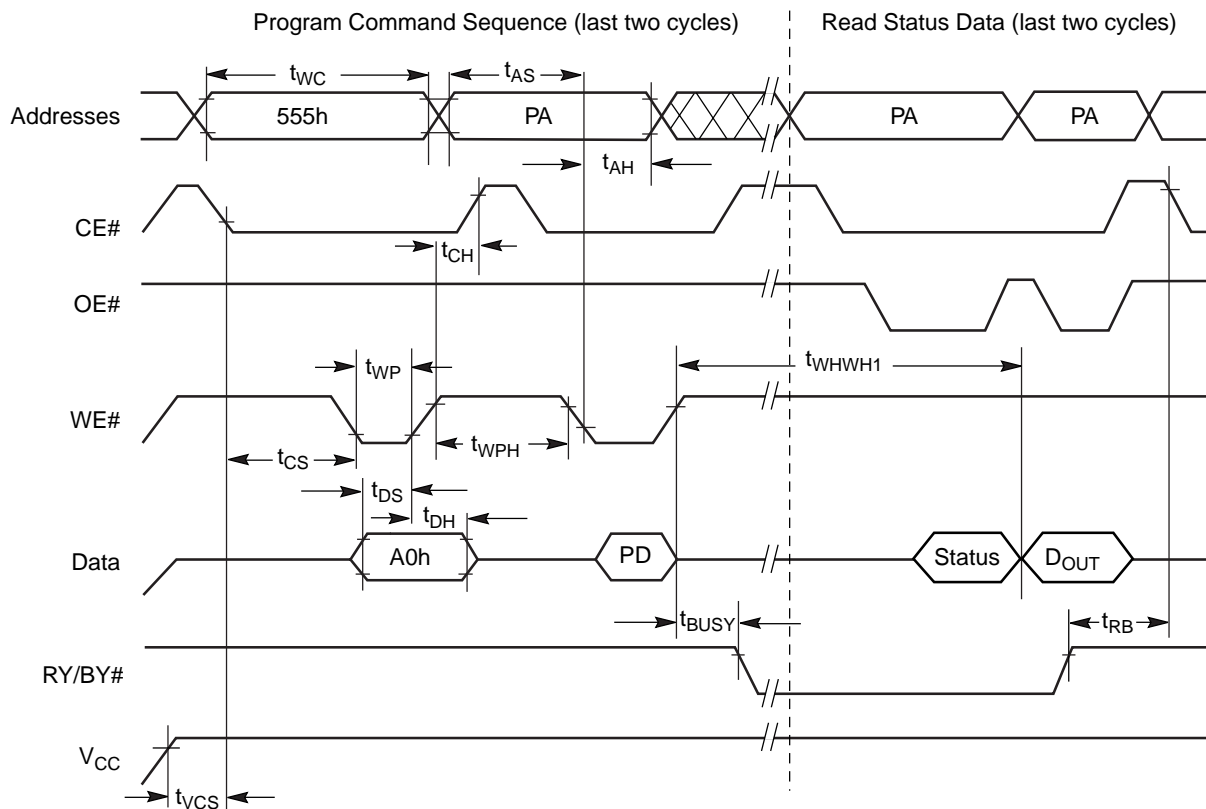 Program Command Sequence (last two cycles) Read Status Data (last two cycles)
tWC tAS
Addresses 555h PA PA PA
tAH
CE#
tCH
OE#
tWP tWHWH1
WE#
tCS tWPH
tDS
tDH
Data A0h PD Status DOUT
tBUSY tRB
RY/BY#
VCC
tVCS